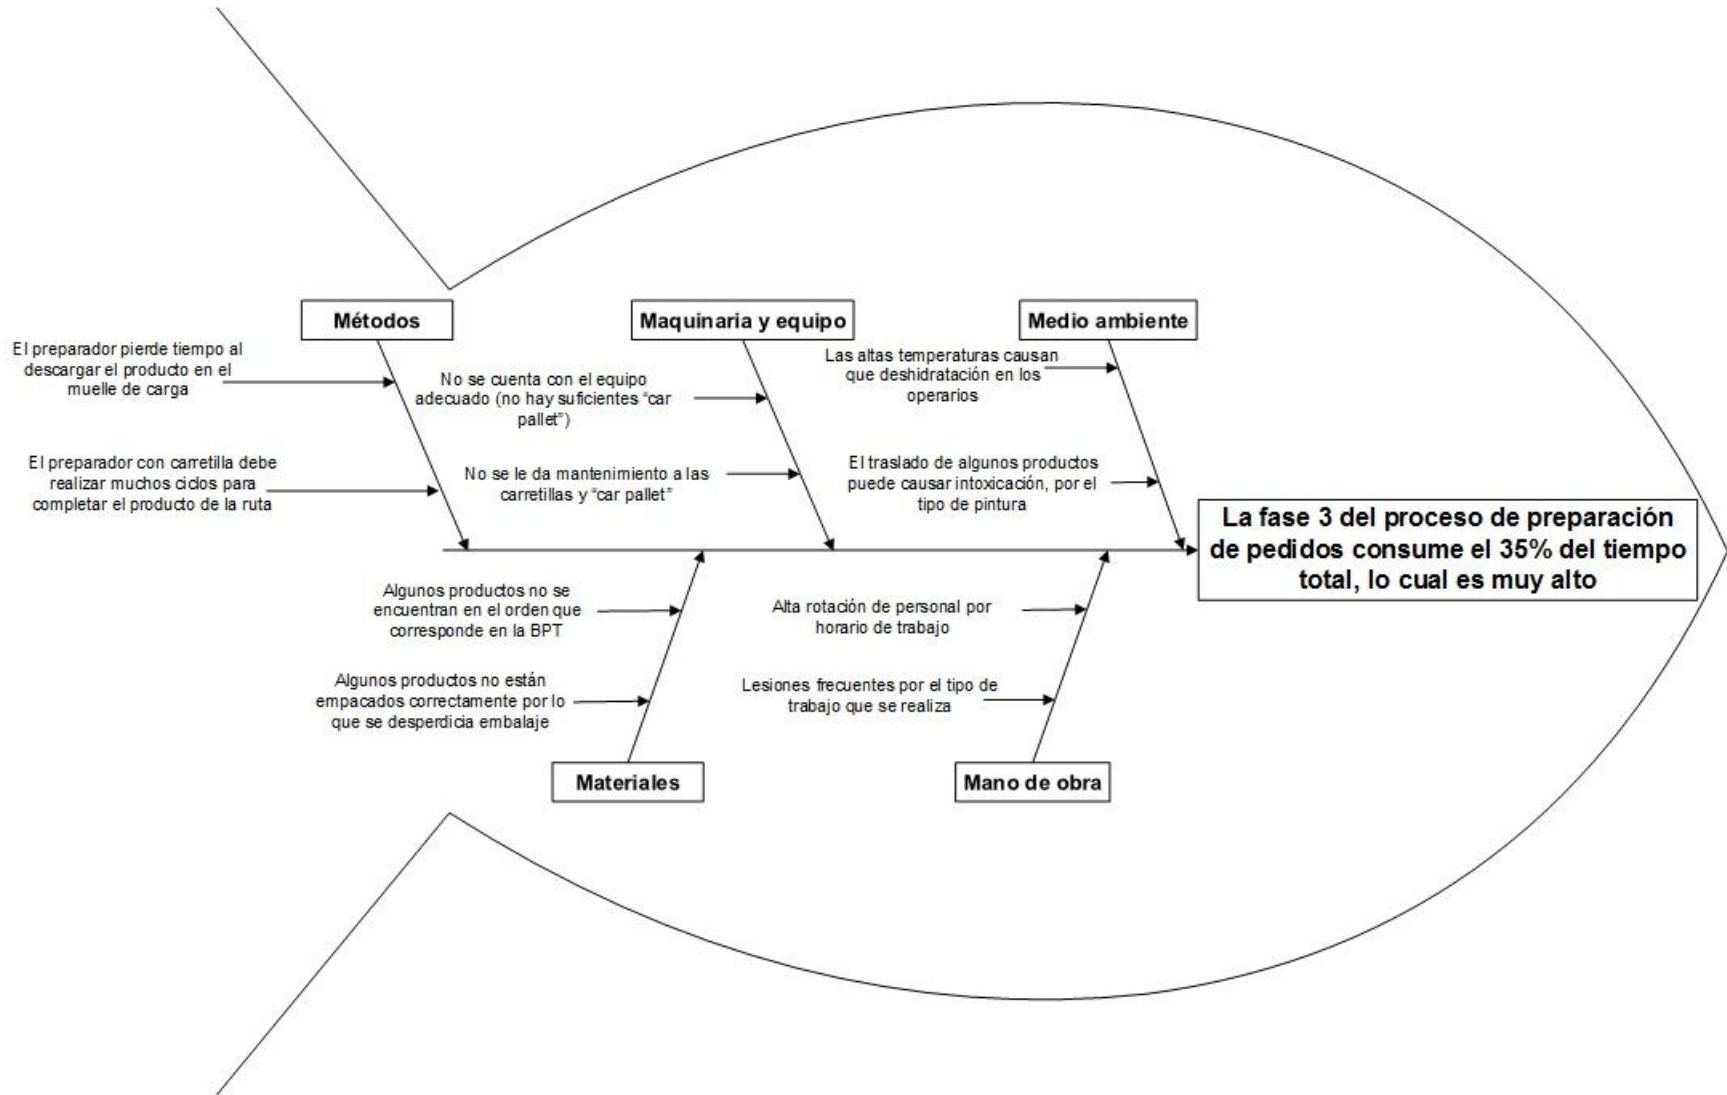 Métodos
Maquinaria y equipo
Medio ambiente
El preparador pierde tiempo al
descargar el producto en el
muelle de carga
El preparador con carretilla debe
realizar muchos ciclos para
completar el producto de la ruta
No se cuenta con el equipo
adecuado (no hay suficientes “car
pallet”)
No se le da mantenimiento a las
carretillas y “car pallet”
Las altas temperaturas causan
que deshidratación en los
operarios
El traslado de algunos productos
puede causar intoxicación, por el
tipo de pintura
La fase 3 del proceso de preparación
de pedidos consume el 35% del tiempo
total, lo cual es muy alto
Algunos productos no se
encuentran en el orden que
corresponde en la BPT
Algunos productos no están
empacados correctamente por lo
que se desperdicia embalaje
Alta rotación de personal por
horario de trabajo
Lesiones frecuentes por el tipo de
trabajo que se realiza
Materiales
Mano de obra